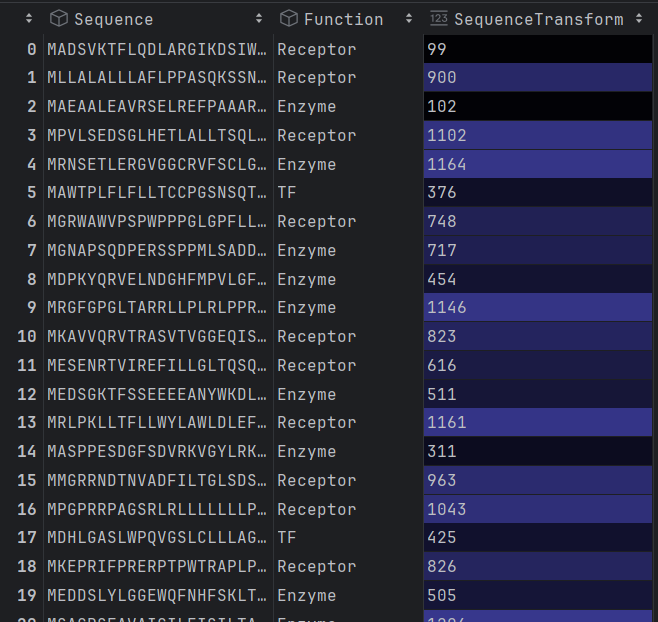 Sequence Function 123 SequenceTransform
0 MADSVKTFLQDLARGIKDSIW… Receptor 99
1 MLLALALLLAFLPPASQKSSN… Receptor 900
2 MAEAALEAVRSELREFPAAAR… Enzyme 102
3 MPVLSEDSGLHETLALLTSQL… Receptor 1102
4 MRNSETLERGVGGCRVFSCLG… Enzyme 1164
5 MAWTPLFLFLLTCCPGSNSQT… TF 376
6 MGRWAWVPSPWPPPGLGPFLL… Receptor 748
7 MGNAPSQDPERSSPPMLSADD… Enzyme 717
8 MDPKYQRVELNDGHFMPVLGF… Enzyme 454
9 MRGFGPGLTARRLLPLRLPPR… Enzyme 1146
10 MKAVVQRVTRASVTVGGEQIS… Receptor 823
11 MESENRTVIREFILLGLTQSQ… Receptor 616
12 MEDSGKTFSSEEEEANYWKDL… Enzyme 511
13 MRLPKLLTFLLWYLAWLDLEF… Receptor 1161
14 MASPPESDGFSDVRKVGYLRK… Enzyme 311
15 MMGRRNDTNVADFILTGLSDS… Receptor 963
16 MPGPRRPAGSRLRLLLLLLLP… Receptor 1043
17 MDHLGASLWPQVGSLCLLLAG… TF 425
18 MKEPRIFPRERPTPWTRAPLP… Receptor 826
19 MEDDSLYLGGEWQFNHFSKLT… Enzyme 505